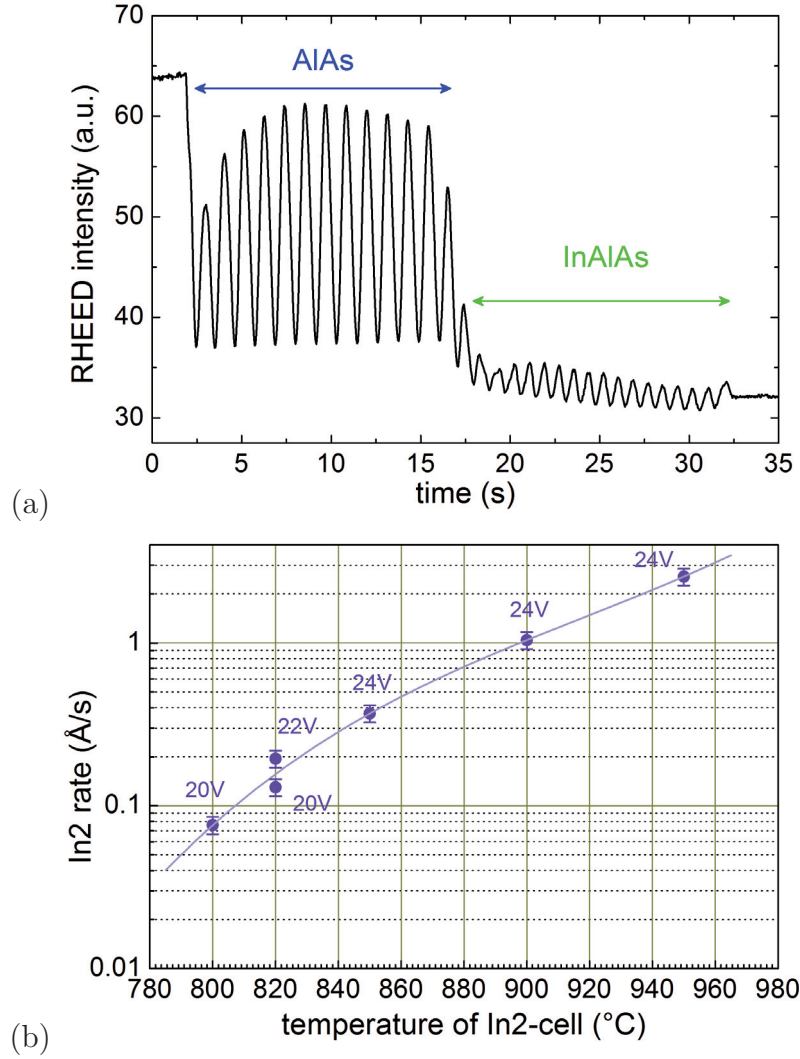 70
60
50
40
30
RHEED intensity (a.u.)
AlAs
InAlAs
0 5 10 15 20 25 30 35
time (s)
(a)
1
0.1
0.01
In2 rate (Å/s)
24V
24V
24V
22V
20V
20V
780 800 820 840 860 880 900 920 940 960 980
temperature of In2-cell (°C)
(b)